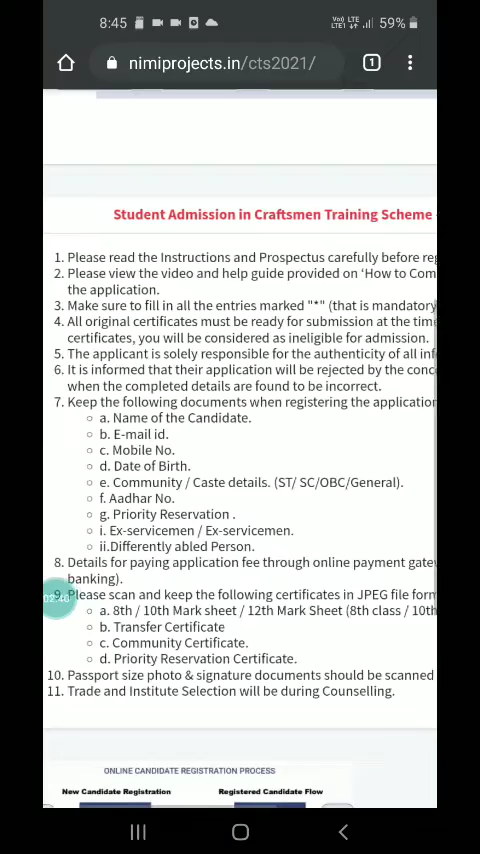 8:45
Vo) LTE
LTE1
59%
nimiprojects.in/cts2021/
1
Student Admission in Craftsmen Training Scheme
1. Please read the Instructions and Prospectus carefully before
2. Please view the video and help guide provided on 'How to
the application.
3. Make sure to fill in all the entries marked "*" (that is mandatory
4. All original certificates must be ready for submission at the
certificates, you will be considered as ineligible for admission.
5. The applicant is solely responsible for the authenticity of all
6. It is informed that their application will be rejected by the
when the completed details are found to be incorrect.
7. Keep the following documents when registering the application
a. Name of the Candidate.
b. E-mail id.
c. Mobile No.
d. Date of Birth.
e. Community / Caste details. (ST/ SC/OBC/General).
f. Aadhar No.
g. Priority Reservation .
i. Ex-servicemen / Ex-servicemen.
ii.Differently abled Person.
8. Details for paying application fee through online payment
banking).
02:40
9. Please scan and keep the following certificates in JPEG file
a. 8th / 10th Mark sheet / 12th Mark Sheet (8th class / 10th
b. Transfer Certificate
c. Community Certificate.
d. Priority Reservation Certificate.
10. Passport size photo & signature documents should be scanned
11. Trade and Institute Selection will be during Counselling.
ONLINE CANDIDATE REGISTRATION PROCESS
New Candidate Registration Registered Candidate Flow